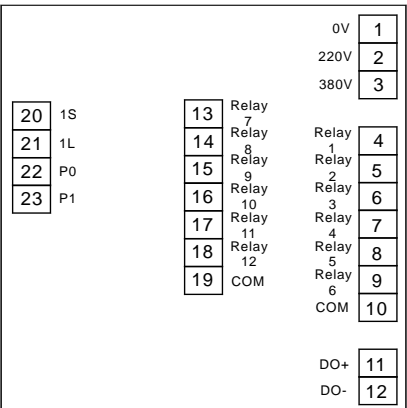 0V 1
220V 2
380V 3
20 1S
21 1L
22 P0
23 P1
13 Relay 7
14 Relay 8
15 Relay 9
16 Relay 10
17 Relay 11
18 Relay 12
19 COM
Relay 1 4
Relay 2 5
Relay 3 6
Relay 4 7
Relay 5 8
Relay 6 9
COM 10
DO+ 11
DO- 12